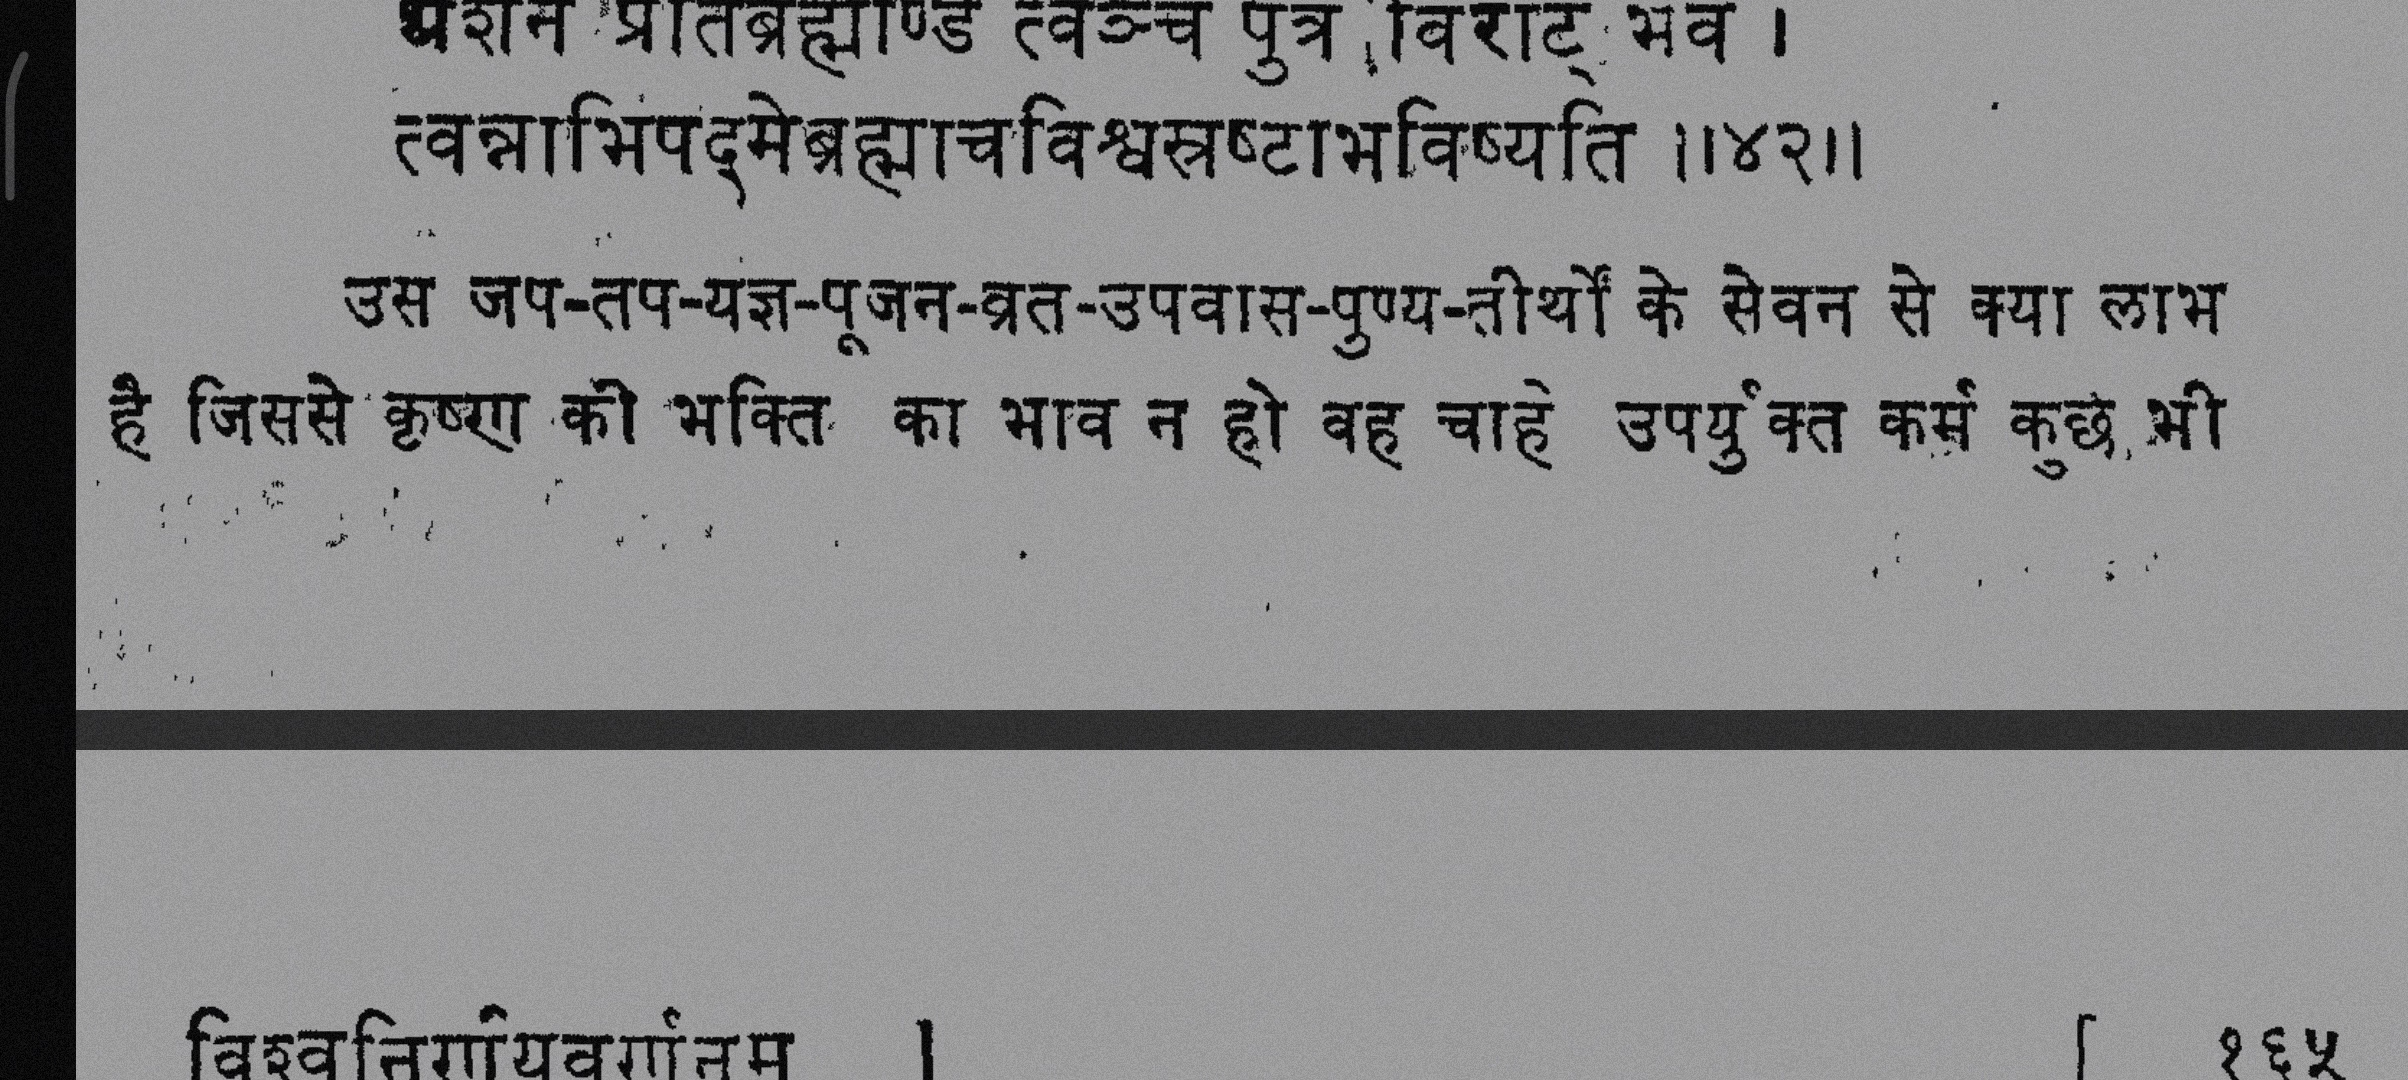 प्रतिब्रह्माण्डे त्वञ्च पुत्र विराट् भव ।
त्वन्नाभिपद्मेब्रह्माचविश्वस्रष्टाभविष्यति ।।४२।।
उस जप-तप-यज्ञ-पूजन-व्रत-उपवास-पुण्य-तीर्थों के सेवन से क्या लाभ
है जिससे कृष्ण की भक्ति का भाव न हो वह चाहे उपर्युक्त कर्म कुछ भी
विश्वनिर्णायवर्णनम् ] [ १६५